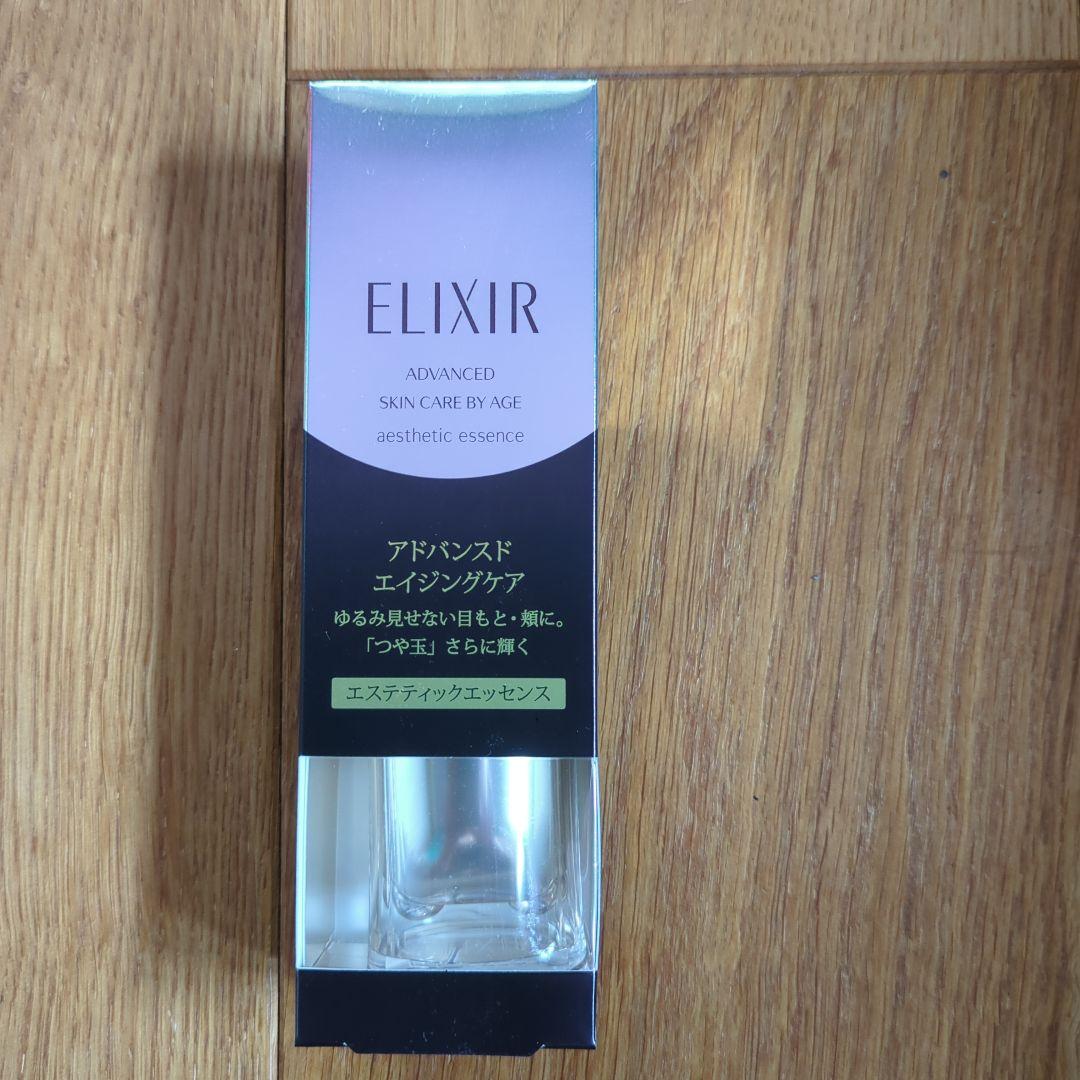 ELIXIR
ADVANCED
SKIN CARE BY AGE
aesthetic essence
アドバンスド
エイジングケア
ゆるみ見せない目もと・頬に。
「つや玉」さらに輝く
エステティックエッセンス